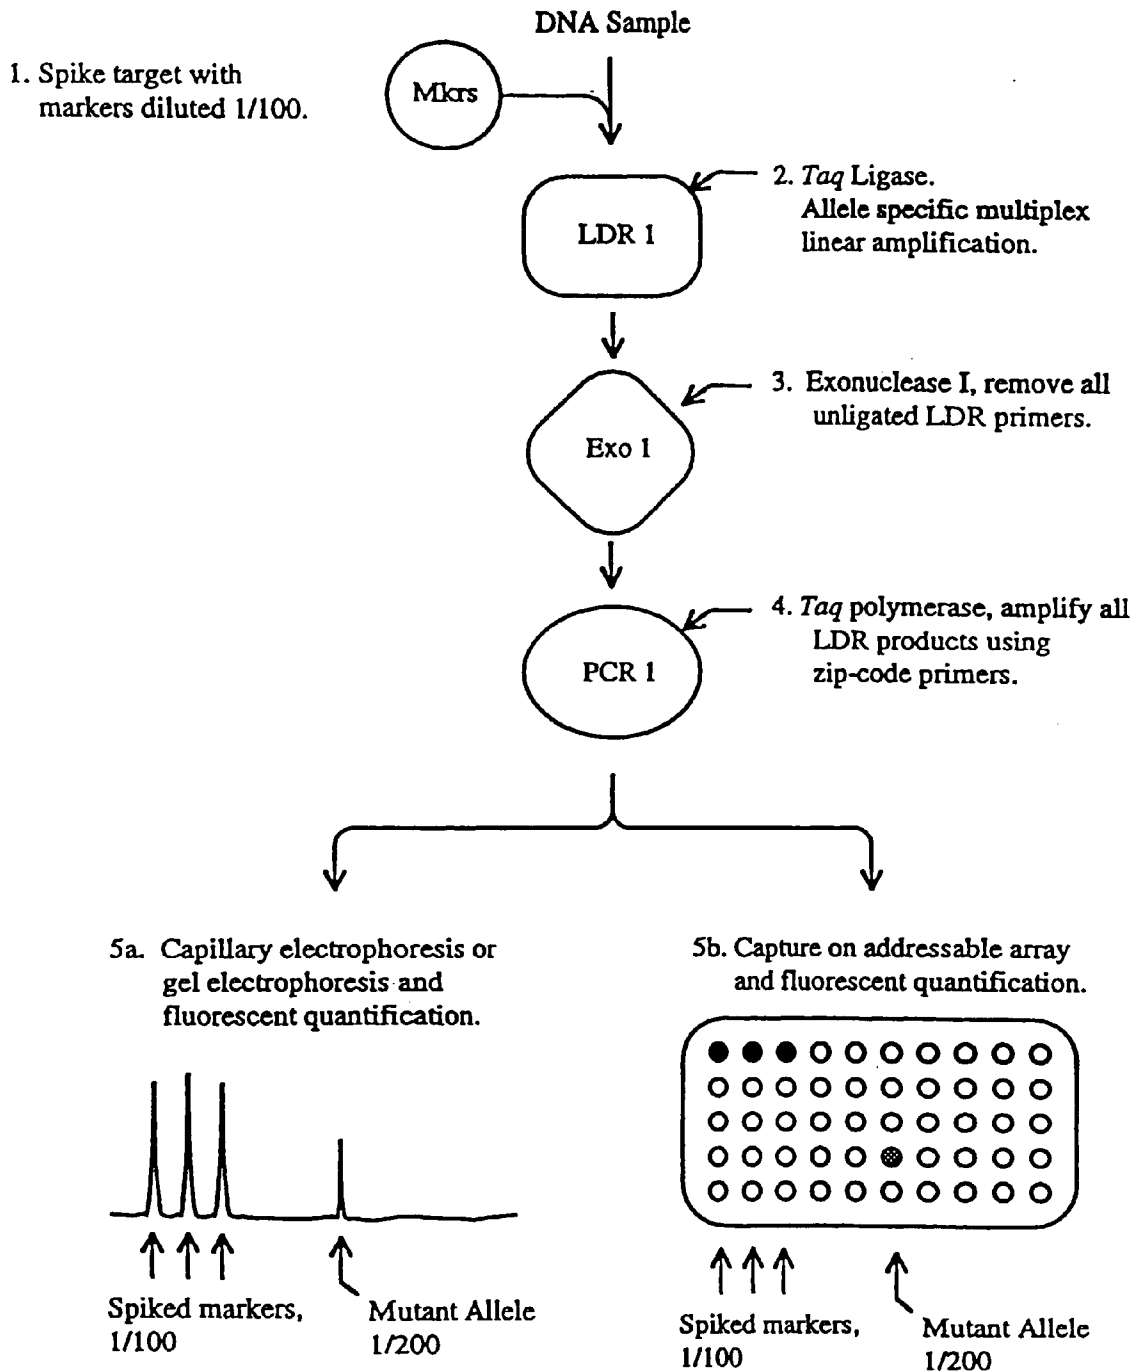 DNA Sample
1. Spike target with
markers diluted 1/100.
Mkrs
2. Taq Ligase.
Allele specific multiplex
linear amplification.
LDR 1
3. Exonuclease I, remove all
unligated LDR primers.
Exo 1
4. Taq polymerase, amplify all
LDR products using
zip-code primers.
PCR 1
5a. Capillary electrophoresis or
gel electrophoresis and
fluorescent quantification.
Spiked markers,
1/100
Mutant Allele
1/200
5b. Capture on addressable array
and fluorescent quantification.
Spiked markers,
1/100
Mutant Allele
1/200